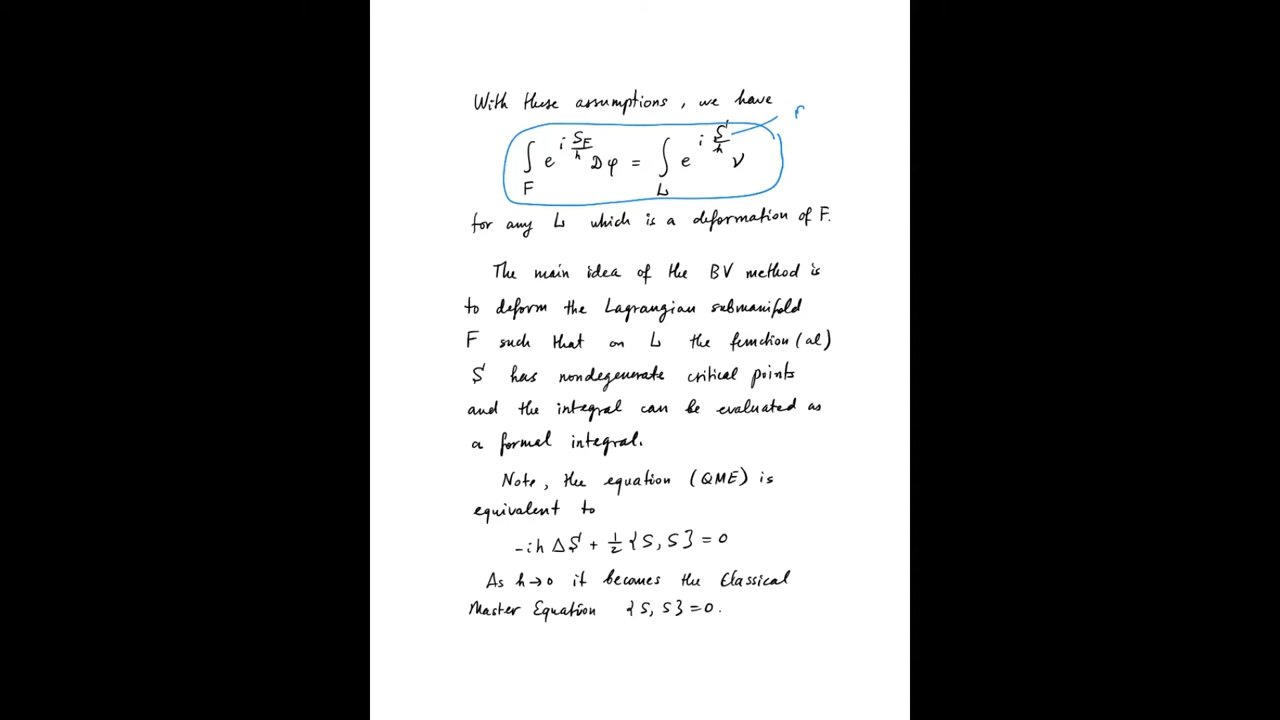 With these assumptions, we have
∫_F e^{i S_F/h} Dφ = ∫_L e^{i S/h} ν
for any L which is a deformation of F.
The main idea of the BV method is
to deform the Lagrangian submanifold
F such that on L the function(al)
S has nondegenerate critical points
and the integral can be evaluated as
a formal integral.
Note, the equation (QME) is
equivalent to
-ih ΔS + ½ {S, S} = 0
As h→0 it becomes the Classical
Master Equation {S, S} = 0.